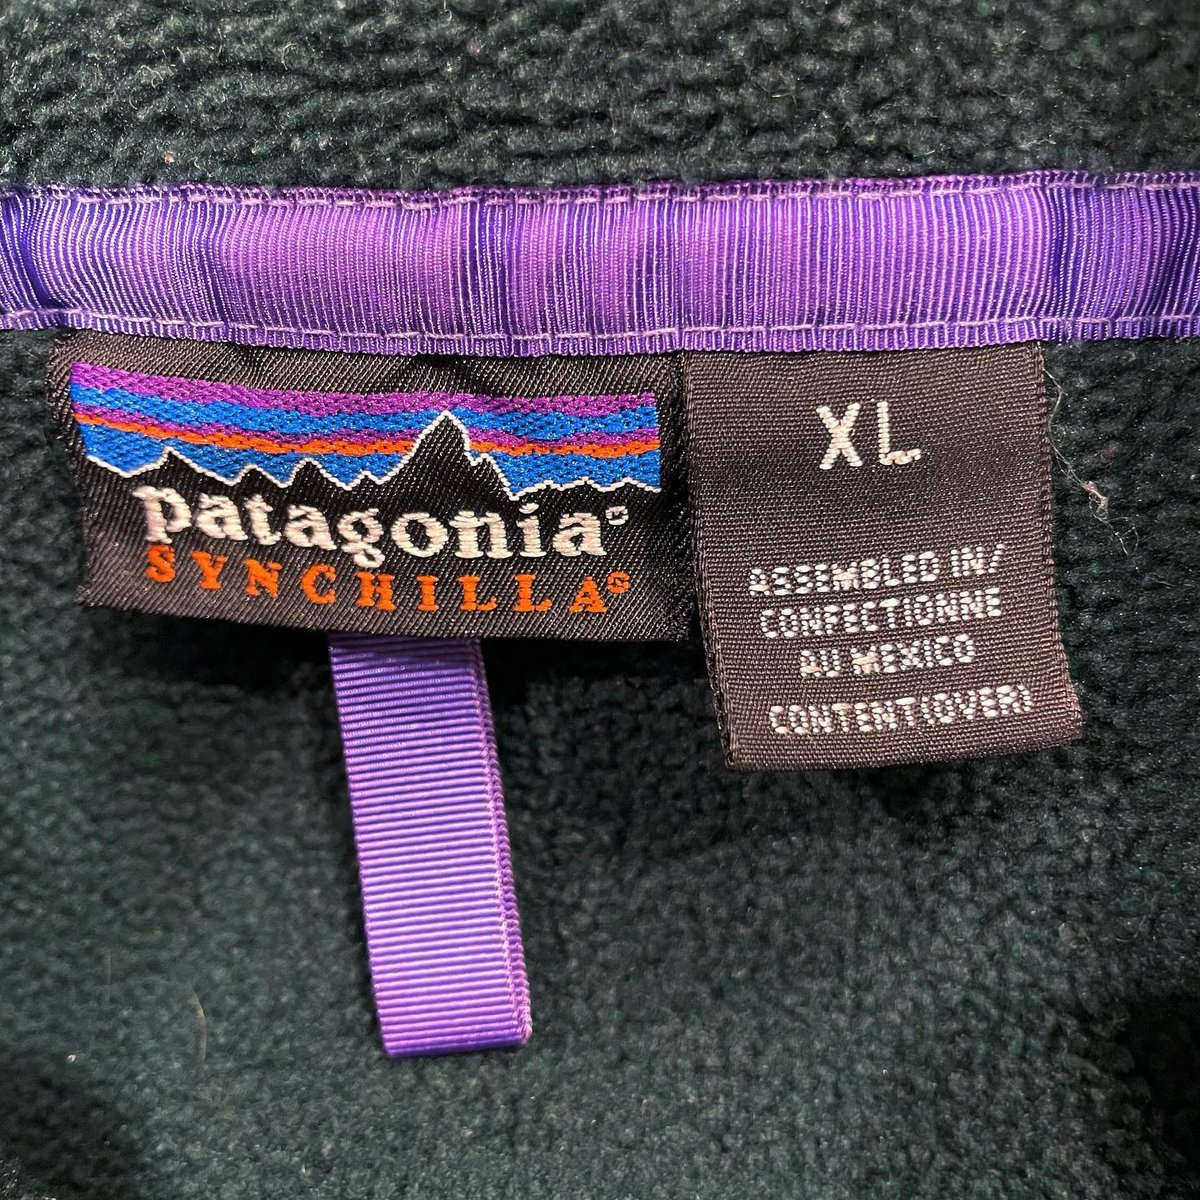 patagonia
SYNCHILLA®
XL
ASSEMBLED IN/
CONFECTIONNE
AU MEXICO
CONTENT(OVER)